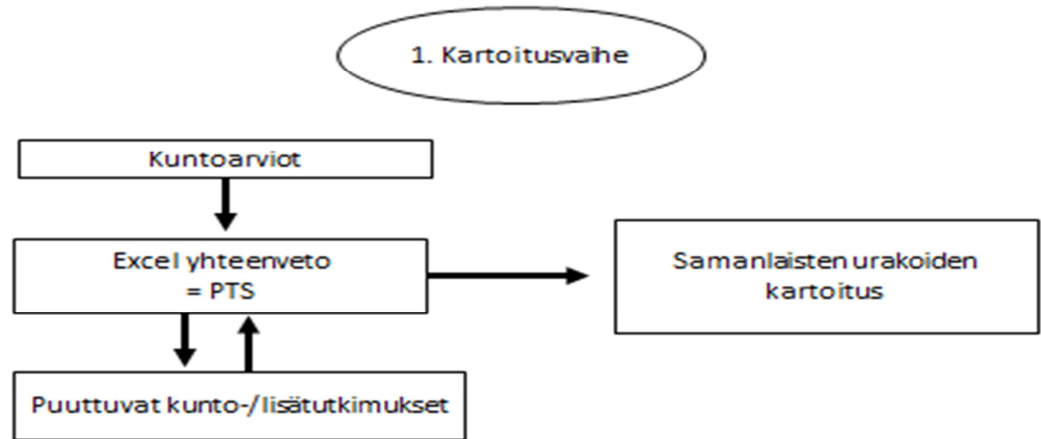 1. Kartoitusvaihe
Kuntoarviot
Excel yhteenveto
= PTS
Samanlaisten urakoiden
kartoitus
Puuttuvat kunto-/lisätutkimukset